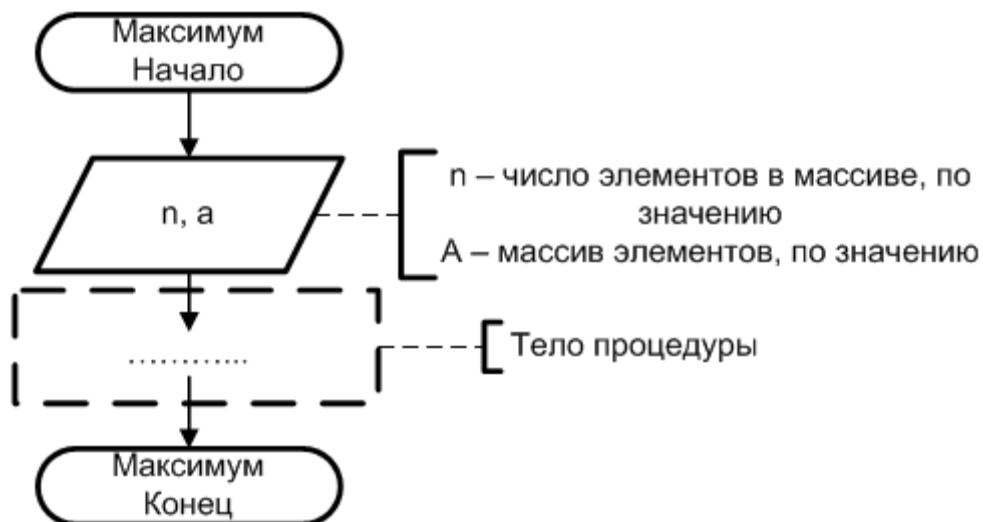 Максимум
Начало
n, a
n – число элементов в массиве, по
значению
A – массив элементов, по значению
............
Тело процедуры
Максимум
Конец